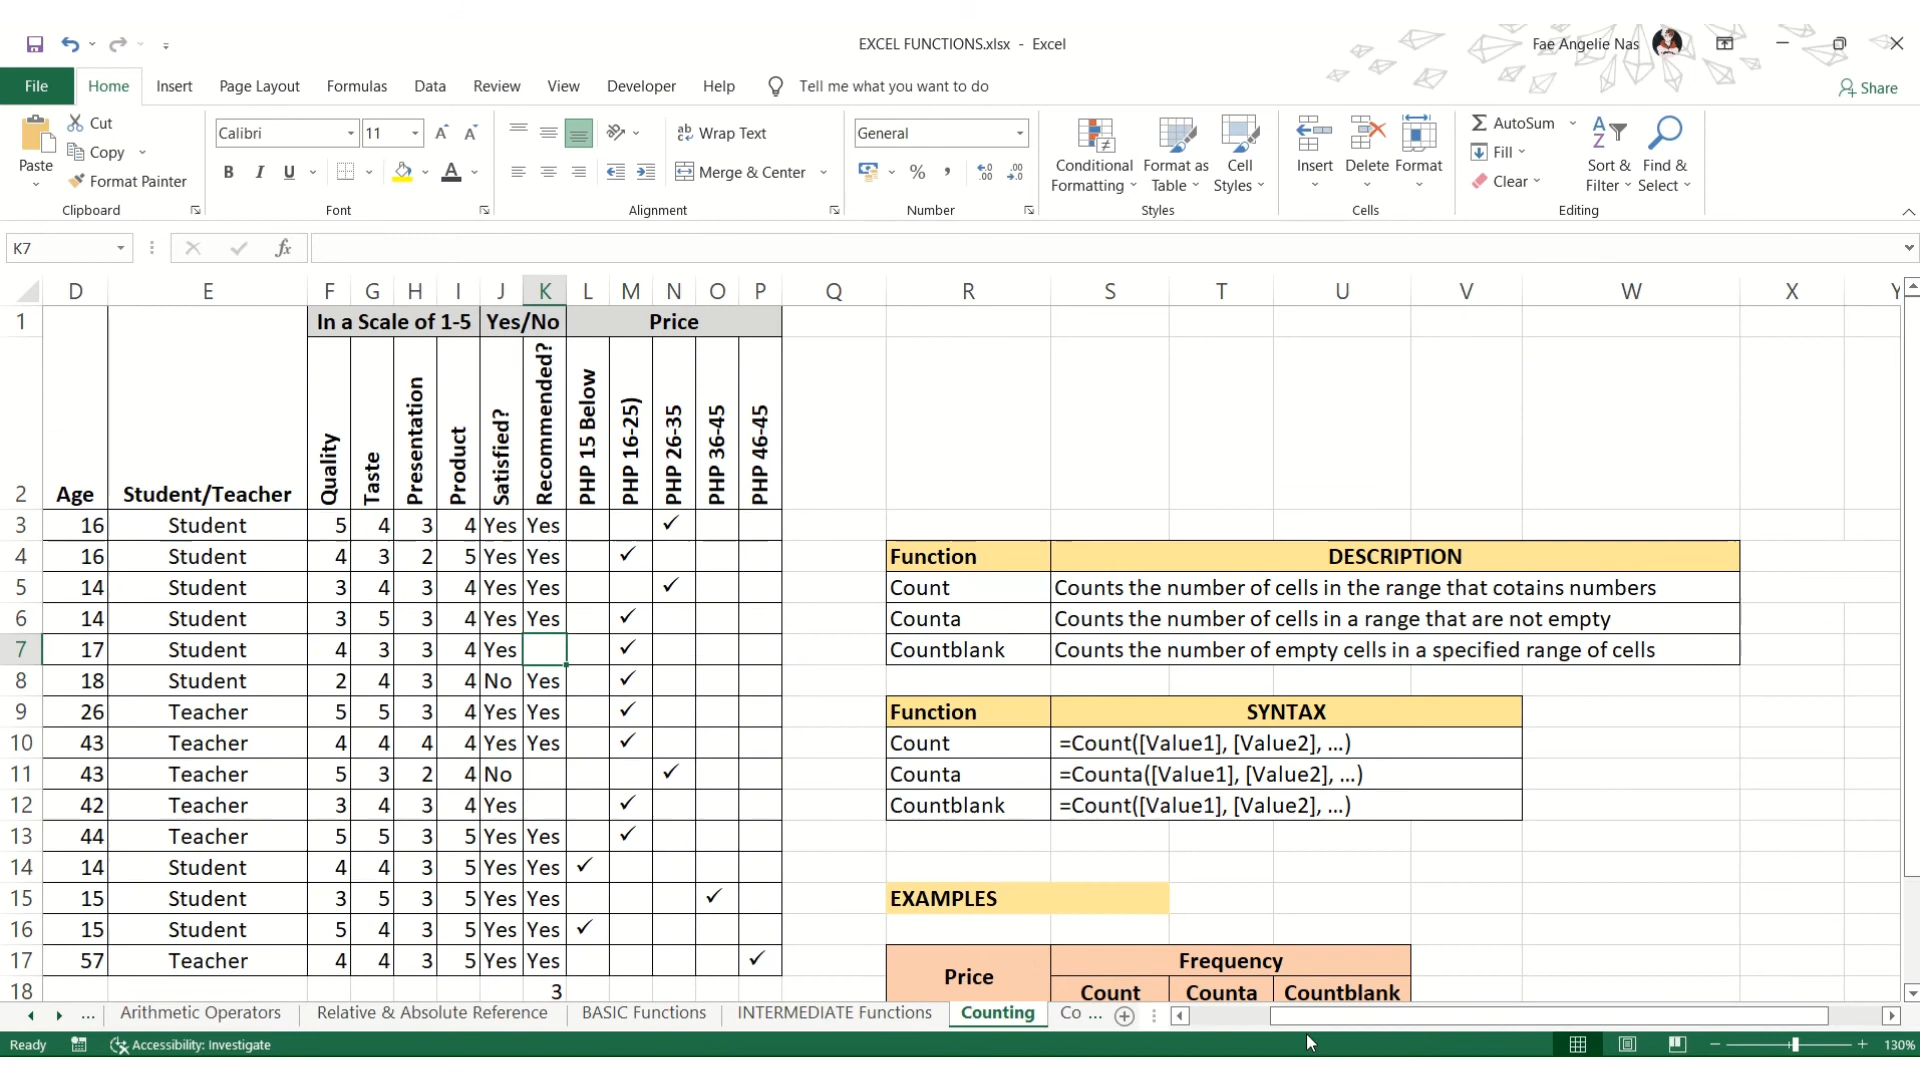 EXCEL FUNCTIONS.xlsx - Excel
Fae Angelie Nas
File Home Insert Page Layout Formulas Data Review View Developer Help Tell me what you want to do
Share
Paste
Cut
Copy
Format Painter
Clipboard
Calibri 11
B I U
Font
Wrap Text
Merge & Center
Alignment
General
Number
Conditional Formatting
Format as Table
Cell Styles
Styles
Insert Delete Format
Cells
AutoSum
Fill
Clear
Sort & Filter
Find & Select
Editing
K7 fx
D E F G H I J K L M N O P Q R S T U V W X Y
1 In a Scale of 1-5 Yes/No Price
2 Age Student/Teacher Quality Taste Presentation Product Satisfied? Recommended? PHP 15 Below PHP 16-25) PHP 26-35 PHP 36-45 PHP 46-45
3 16 Student 5 4 3 4 Yes Yes ✓
4 16 Student 4 3 2 5 Yes Yes ✓ Function DESCRIPTION
5 14 Student 3 4 3 4 Yes Yes ✓ Count Counts the number of cells in the range that cotains numbers
6 14 Student 3 5 3 4 Yes Yes ✓ Counta Counts the number of cells in a range that are not empty
7 17 Student 4 3 3 4 Yes ✓ Countblank Counts the number of empty cells in a specified range of cells
8 18 Student 2 4 3 4 No Yes ✓
9 26 Teacher 5 5 3 4 Yes Yes ✓ Function SYNTAX
10 43 Teacher 4 4 4 4 Yes Yes ✓ Count =Count([Value1], [Value2], ...)
11 43 Teacher 5 3 2 4 No ✓ Counta =Counta([Value1], [Value2], ...)
12 42 Teacher 3 4 3 4 Yes ✓ Countblank =Count([Value1], [Value2], ...)
13 44 Teacher 5 5 3 5 Yes Yes ✓
14 14 Student 4 4 3 5 Yes Yes ✓
15 15 Student 3 5 3 5 Yes Yes ✓ EXAMPLES
16 15 Student 5 4 3 5 Yes Yes ✓
17 57 Teacher 4 4 3 5 Yes Yes ✓ Price Frequency
18 3 Count Counta Countblank
... Arithmetic Operators Relative & Absolute Reference BASIC Functions INTERMEDIATE Functions Counting Co ...
Ready Accessibility: Investigate 130%